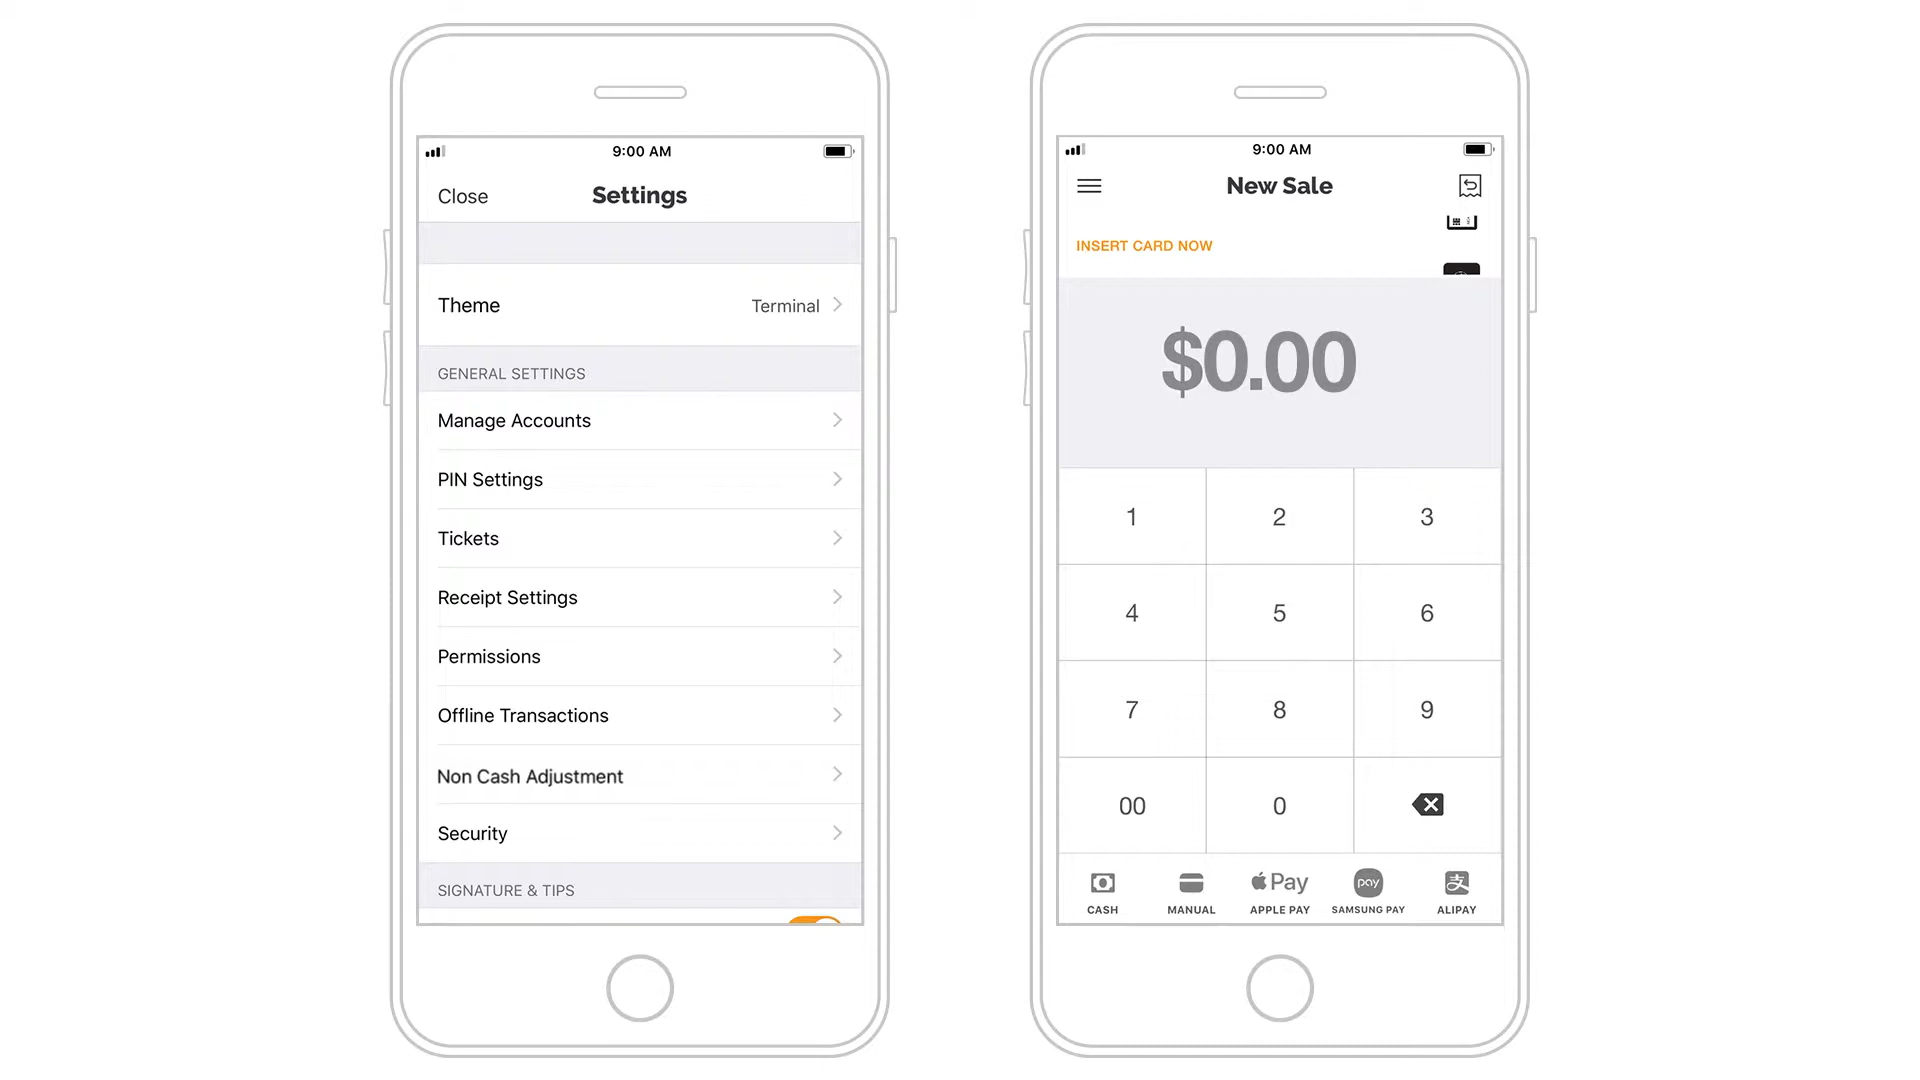 9:00 AM
Close
Settings
Theme
Terminal
GENERAL SETTINGS
Manage Accounts
PIN Settings
Tickets
Receipt Settings
Permissions
Offline Transactions
Non Cash Adjustment
Security
SIGNATURE & TIPS
9:00 AM
New Sale
INSERT CARD NOW
$0.00
1 2 3
4 5 6
7 8 9
00 0
Pay pay 支
CASH MANUAL APPLE PAY SAMSUNG PAY ALIPAY